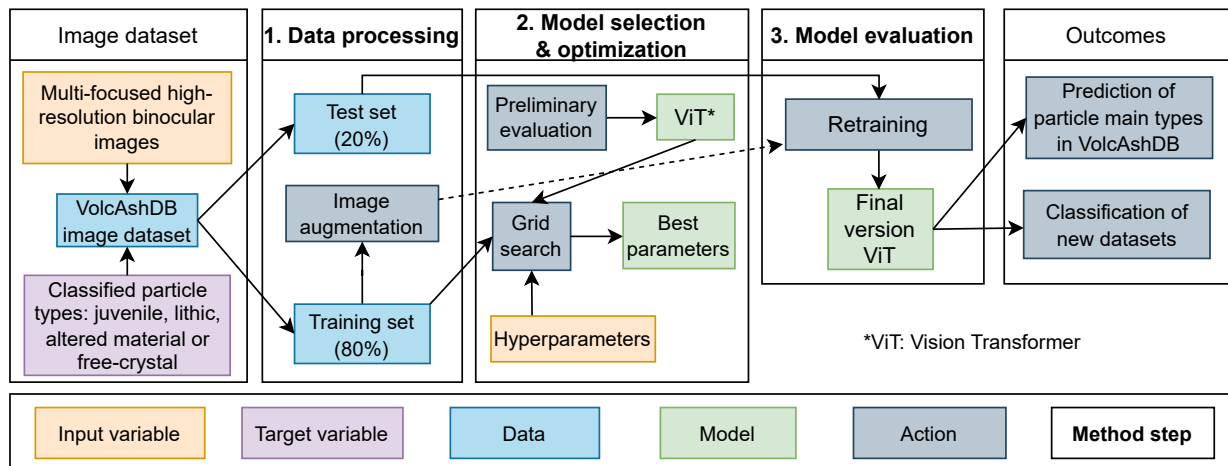 Image dataset
Multi-focused high-
resolution binocular
images
VolcAshDB
image dataset
Classified particle
types: juvenile, lithic,
altered material or
free-crystal
1. Data processing
Test set
(20%)
Image
augmentation
Training set
(80%)
2. Model selection
& optimization
Preliminary
evaluation
ViT*
Grid
search
Best
parameters
Hyperparameters
3. Model evaluation
Retraining
Final
version
ViT
Outcomes
Prediction of
particle main types
in VolcAshDB
Classification of
new datasets
*ViT: Vision Transformer
Input variable
Target variable
Data
Model
Action
Method step